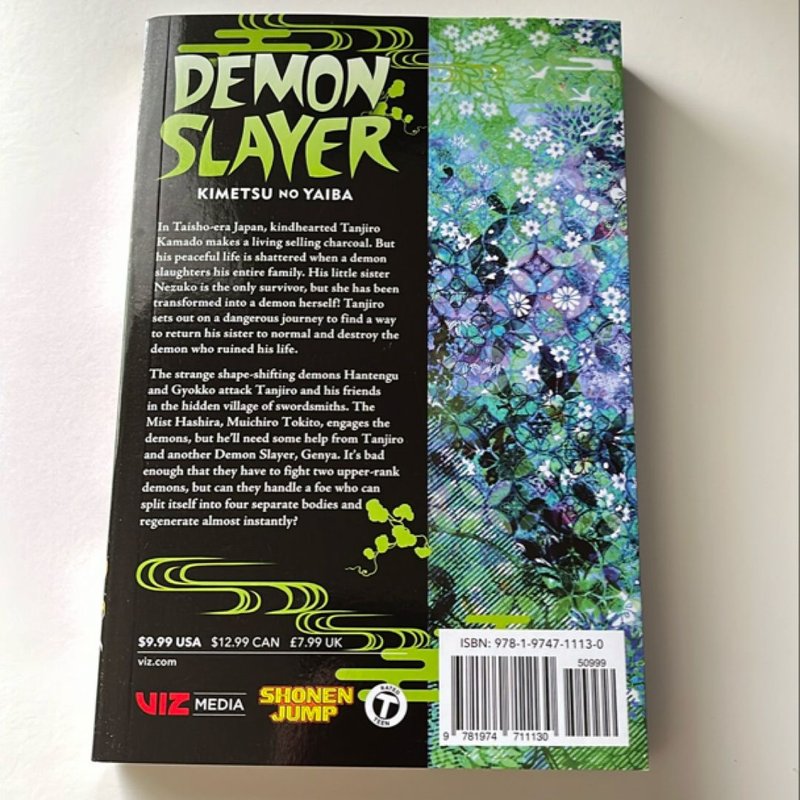 DEMON
SLAYER
KIMETSU NO YAIBA
In Taisho-era Japan, kindhearted Tanjiro
Kamado makes a living selling charcoal. But
his peaceful life is shattered when a demon
slaughters his entire family. His little sister
Nezuko is the only survivor, but she has been
transformed into a demon herself! Tanjiro
sets out on a dangerous journey to find a way
to return his sister to normal and destroy the
demon who ruined his life.
The strange shape-shifting demons Hantengu
and Gyokko attack Tanjiro and his friends
in the hidden village of swordsmiths. The
Mist Hashira, Muichiro Tokito, engages the
demons, but he'll need some help from Tanjiro
and another Demon Slayer, Genya. It's bad
enough that they have to fight two upper-rank
demons, but can they handle a foe who can
split itself into four separate bodies and
regenerate almost instantly?
$9.99 USA $12.99 CAN £7.99 UK
viz.com
VIZ MEDIA
SHONEN
JUMP
RATED
T
TEEN
ISBN: 978-1-9747-1113-0
50999
9 781974 711130